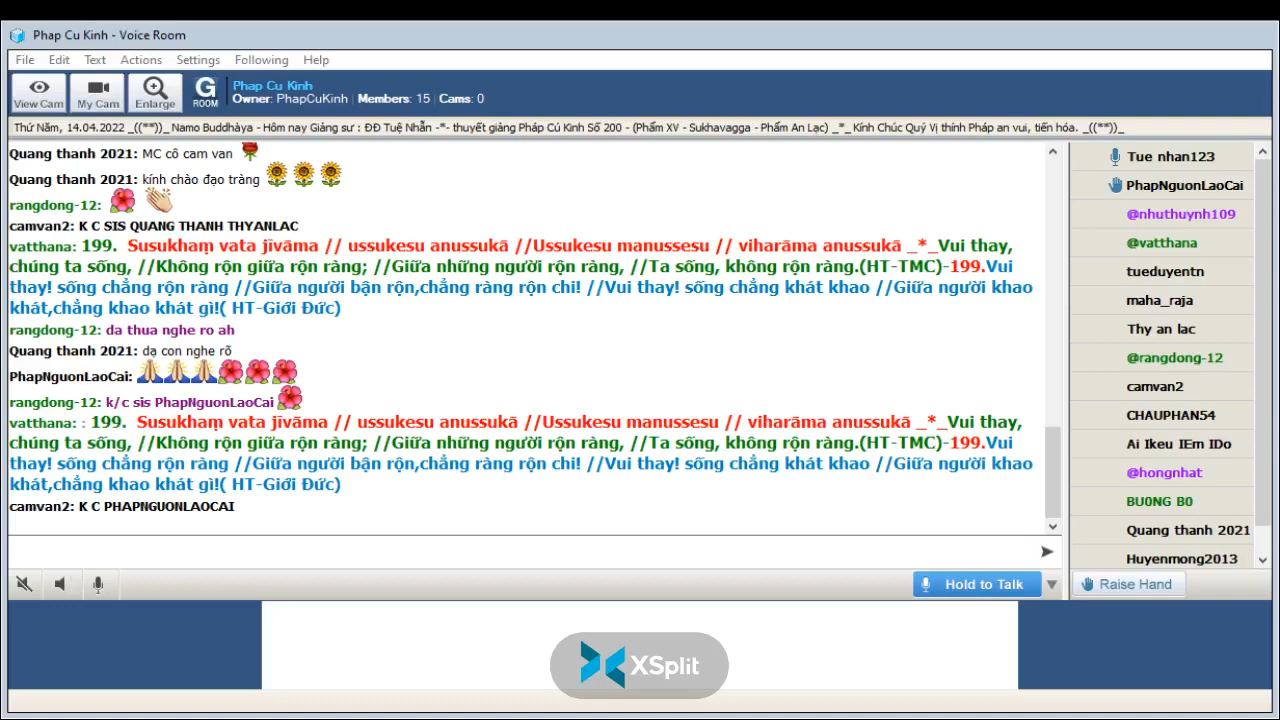 Phap Cu Kinh - Voice Room
File Edit Text Actions Settings Following Help
View Cam My Cam Enlarge G ROOM
Phap Cu Kinh
Owner: PhapCuKinh Members: 15 Cams: 0
Thứ Năm, 14.04.2022 _((**))_ Namo Buddhàya - Hôm nay Giảng sư : ĐĐ Tuệ Nhẫn -*- thuyết giảng Pháp Cú Kinh Số 200 - (Phẩm XV - Sukhavagga - Phẩm An Lạc) _*_ Kính Chúc Quý Vị thính Pháp an vui, tiến hóa. _((**))_
Quang thanh 2021: MC cô cam van
Quang thanh 2021: kính chào đạo tràng
rangdong-12:
camvan2: K C SIS QUANG THANH THYANLAC
vatthana: 199. Susukhaṃ vata jīvāma // ussukesu anussukā //Ussukesu manussesu // viharāma anussukā _*_Vui thay,
chúng ta sống, //Không rộn giữa rộn ràng; //Giữa những người rộn ràng, //Ta sống, không rộn ràng.(HT-TMC)-199.Vui
thay! sống chẳng rộn ràng //Giữa người bận rộn,chẳng ràng rộn chi! //Vui thay! sống chẳng khát khao //Giữa người khao
khát,chẳng khao khát gì!( HT-Giới Đức)
rangdong-12: da thua nghe ro ah
Quang thanh 2021: dạ con nghe rõ
PhapNguonLaoCai:
rangdong-12: k/c sis PhapNguonLaoCai
vatthana: : 199. Susukhaṃ vata jīvāma // ussukesu anussukā //Ussukesu manussesu // viharāma anussukā _*_Vui thay,
chúng ta sống, //Không rộn giữa rộn ràng; //Giữa những người rộn ràng, //Ta sống, không rộn ràng.(HT-TMC)-199.Vui
thay! sống chẳng rộn ràng //Giữa người bận rộn,chẳng ràng rộn chi! //Vui thay! sống chẳng khát khao //Giữa người khao
khát,chẳng khao khát gì!( HT-Giới Đức)
camvan2: K C PHAPNGUONLAOCAI
Tue nhan123
PhapNguonLaoCai
@nhuthuynh109
@vatthana
tueduyentn
maha_raja
Thy an lac
@rangdong-12
camvan2
CHAUPHAN54
Ai lkeu IEm IDo
@hongnhat
BU0NG B0
Quang thanh 2021
Huyenmong2013
Hold to Talk
Raise Hand
XSplit